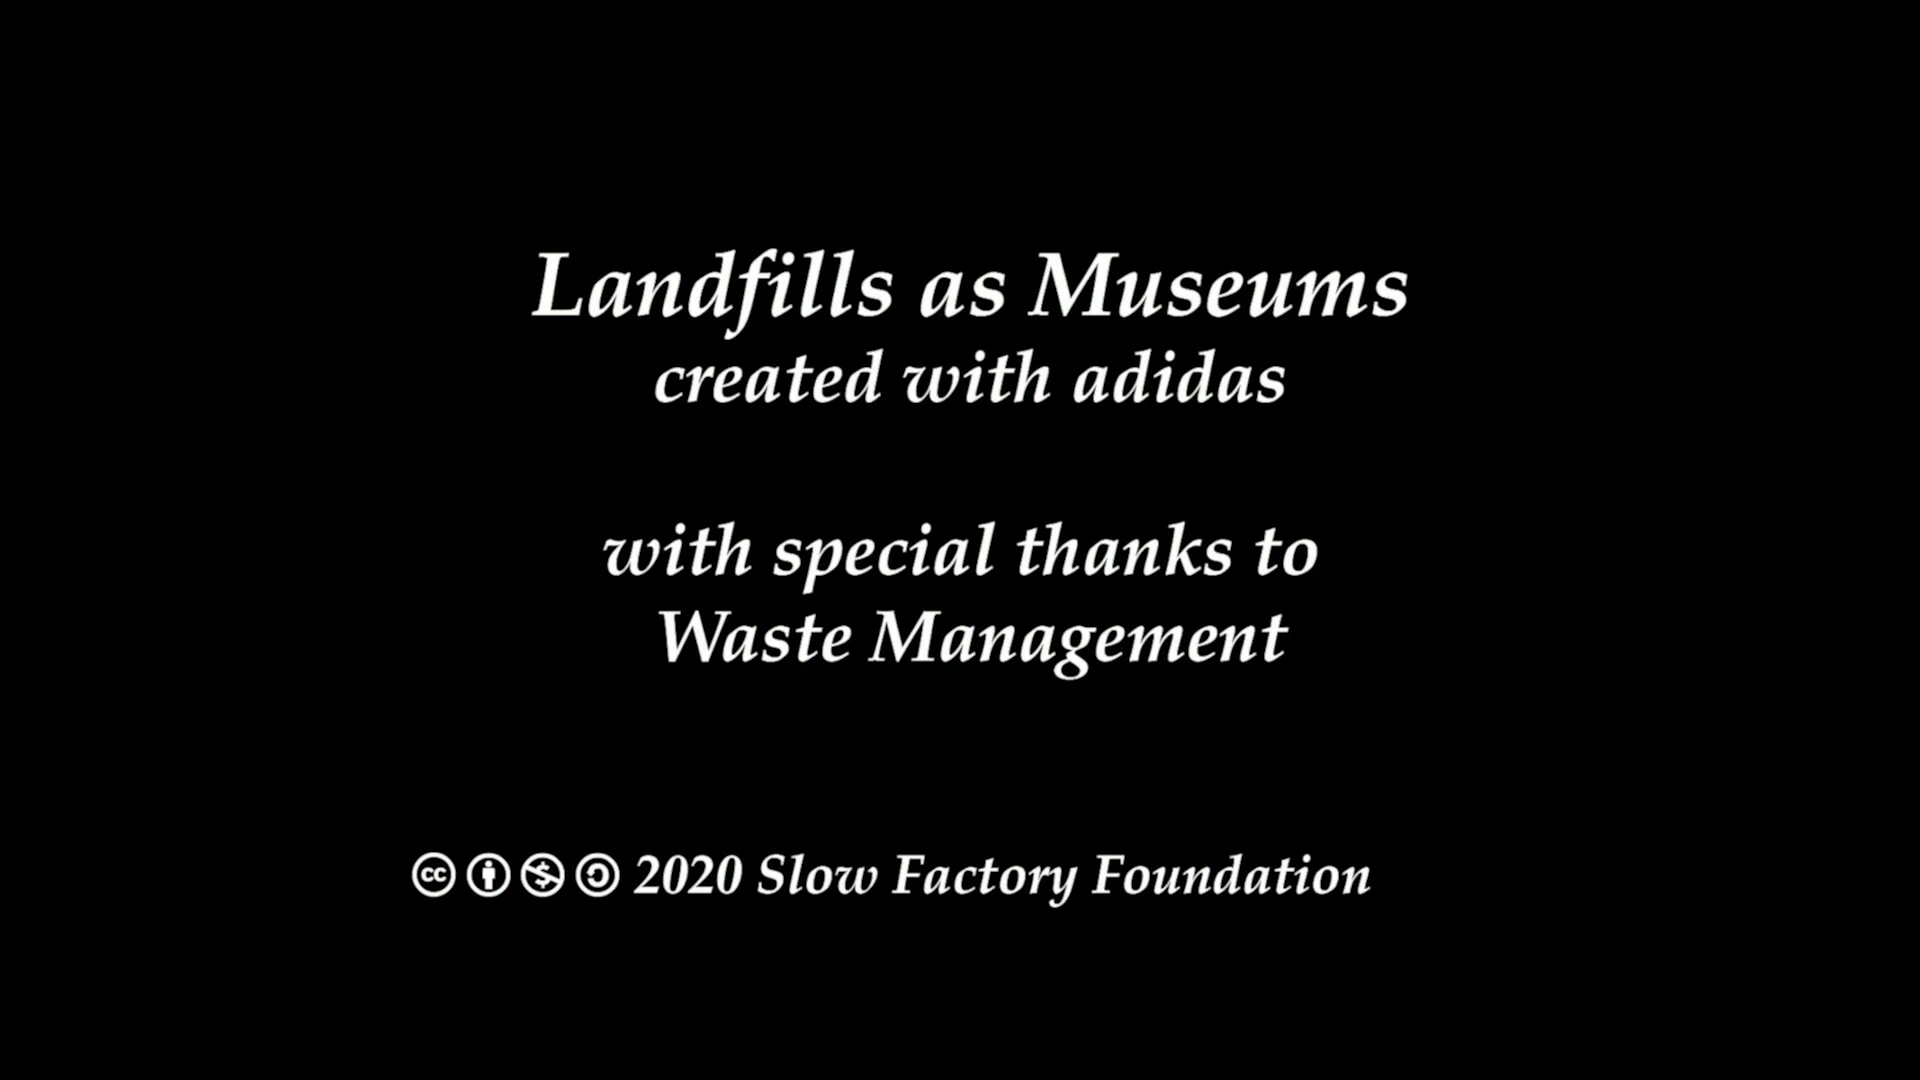 Landfills as Museums
created with adidas
with special thanks to
Waste Management
2020 Slow Factory Foundation